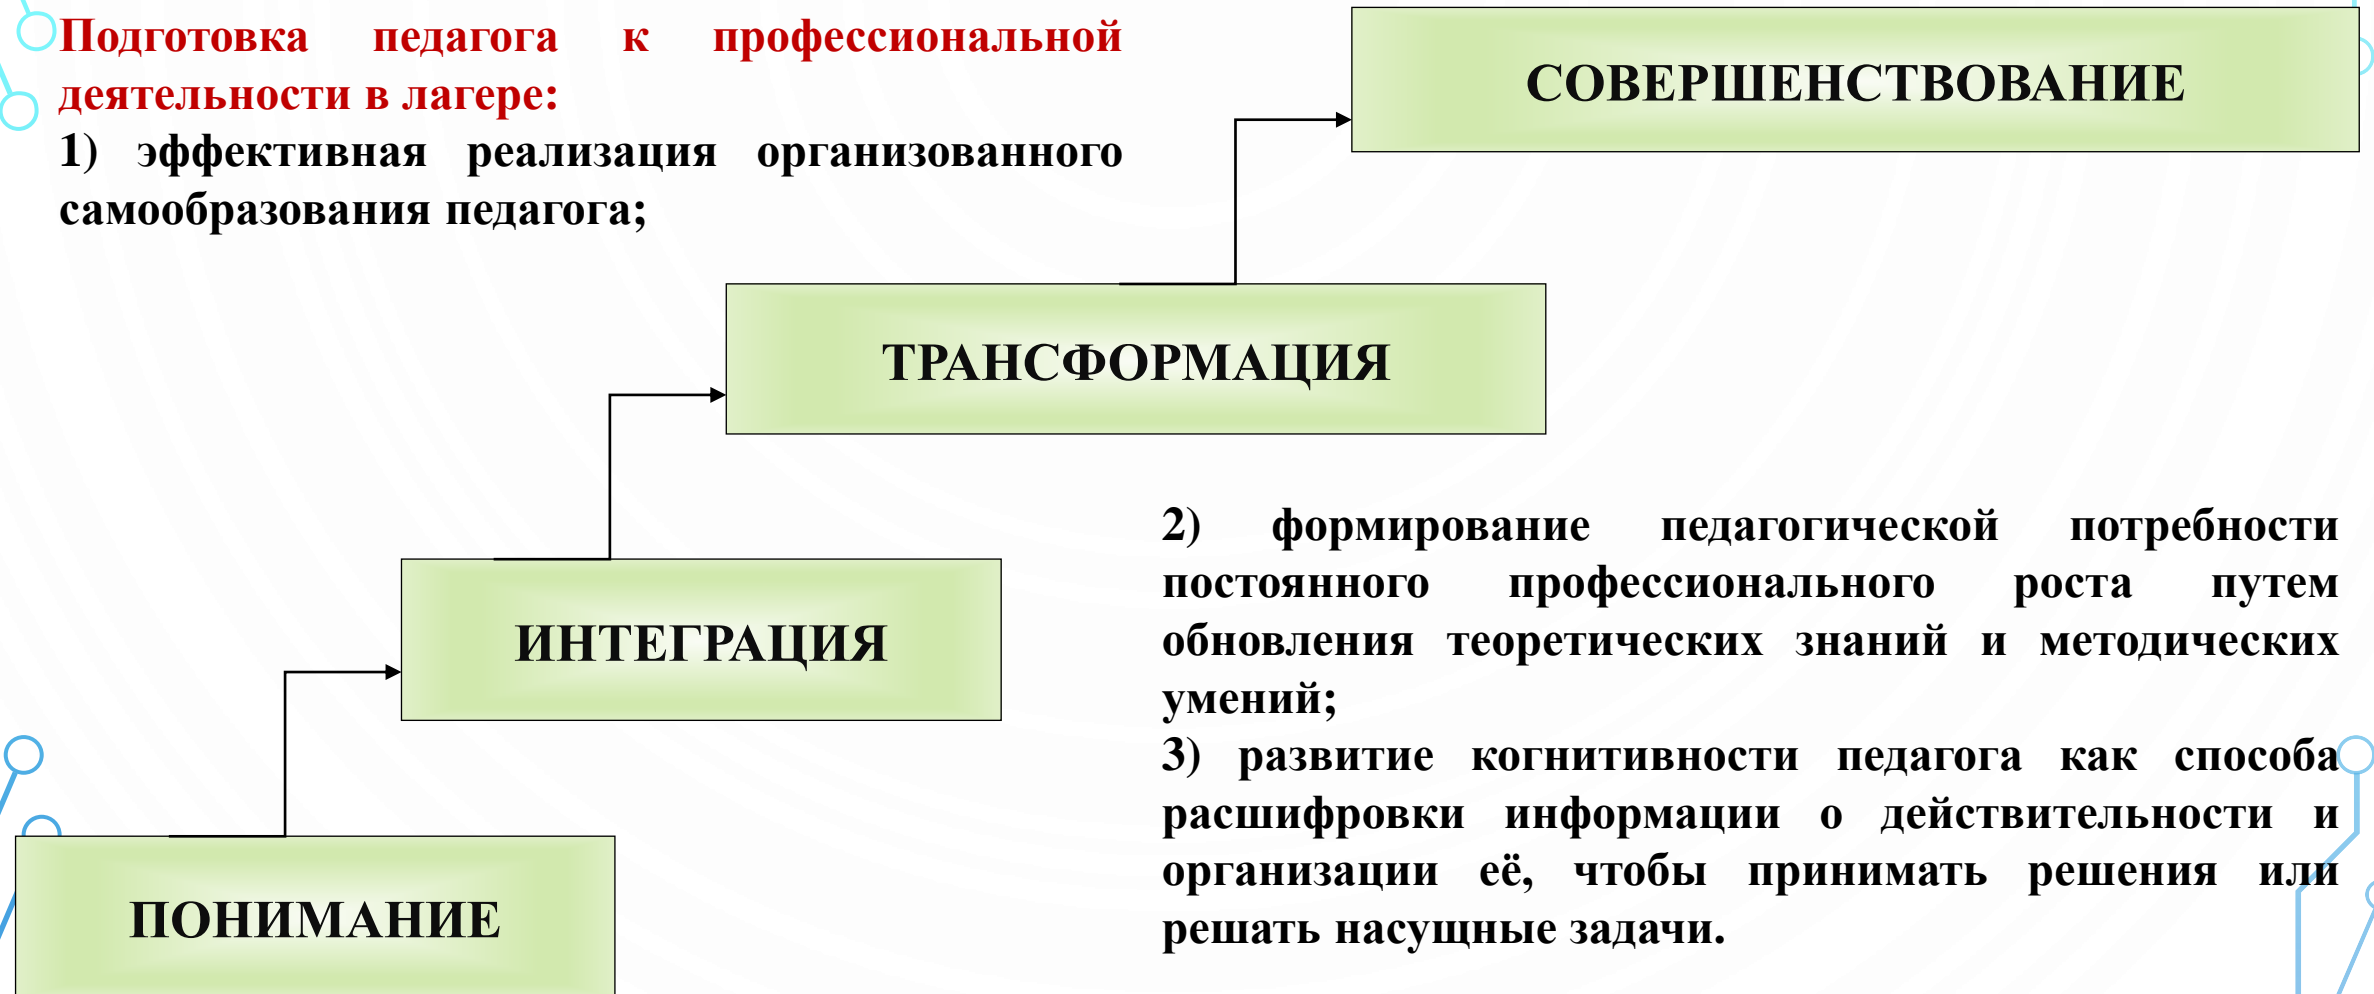 Подготовка педагога к профессиональной
деятельности в лагере:
1) эффективная реализация организованного
самообразования педагога;
СОВЕРШЕНСТВОВАНИЕ
ТРАНСФОРМАЦИЯ
ИНТЕГРАЦИЯ
ПОНИМАНИЕ
2) формирование педагогической потребности
постоянного профессионального роста путем
обновления теоретических знаний и методических
умений;
3) развитие когнитивности педагога как способа
расшифровки информации о действительности и
организации её, чтобы принимать решения или
решать насущные задачи.